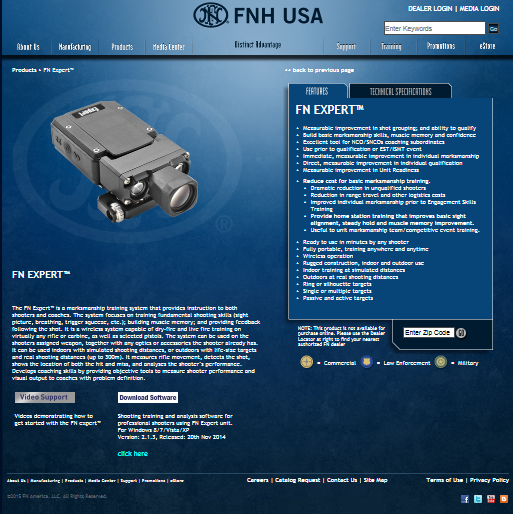 FNH USA
DEALER LOGIN | MEDIA LOGIN
Enter Keywords
Go
About Us
Manufacturing
Products
Media Center
Distinct Advantage
Support
Training
Promotions
eStore
Products • FN Expert™
<< back to previous page
FEATURES
TECHNICAL SPECIFICATIONS
FN EXPERT™
• Measurable improvement in shot grouping; and ability to qualify
• Build basic marksmanship skills, muscle memory and confidence
• Excellent tool for NCO/SNCOs coaching subordinates
• Use prior to qualification or EST/ISMT event
• Immediate, measurable improvement in individual marksmanship
• Direct, measurable improvement in individual qualification
• Measurable improvement in Unit Readiness
• Reduce cost for basic marksmanship training.
• Dramatic reduction in unqualified shooters
• Reduction in range travel and other logistics costs
• Improved individual marksmanship prior to Engagement Skills
Training
• Provide home station training that improves basic sight
alignment, steady hold and muscle memory improvement.
• Useful to unit marksmanship team/competitive event training.
• Ready to use in minutes by any shooter
• Fully portable, training anywhere and anytime
• Wireless operation
• Rugged construction, indoor and outdoor use
• Indoor training at simulated distances
• Outdoors at real shooting distances
• Ring or silhouette targets
• Single or multiple targets
• Passive and active targets
FN EXPERT™
The FN Expert™ is a marksmanship training system that provides instruction to both
shooters and coaches. The system focuses on training fundamental shooting skills (sight
picture, breathing, trigger squeeze, etc.); building muscle memory; and providing feedback
following the shot. It is a wireless system capable of dry-fire and live fire training on
virtually any rifle or carbine, as well as selected pistols. The system can be used on the
shooters assigned weapon, together with any optics or accessories the shooter already has.
It can be used indoors with simulated shooting distances, or outdoors with life-size targets
and real shooting distances (up to 300m). It measures rifle movement, detects the shot,
shows the location of both the hit and miss, and analyzes the shooter's performance.
Develops coaching skills by providing objective tools to measure shooter performance and
visual output to coaches with problem definition.
NOTE: This product is not available for
purchase online. Please use the Dealer
Locator at right to find your nearest
authorized FN dealer
Enter Zip Code
= Commercial
= Law Enforcement
= Military
Video Support
Download Software
Videos demonstrating how to
get started with the FN expert™
Shooting training and analysis software for
professional shooters using FN Expert unit.
For Windows 8/7/Vista/XP
Version: 2.1.3, Released: 20th Nov 2014
click here
About Us | Manufacturing | Products | Media Center | Support | Promotions | eStore
Careers | Catalog Request | Contact Us | Site Map
Terms of Use | Privacy Policy
©2015 FN America, LLC. All Rights Reserved.